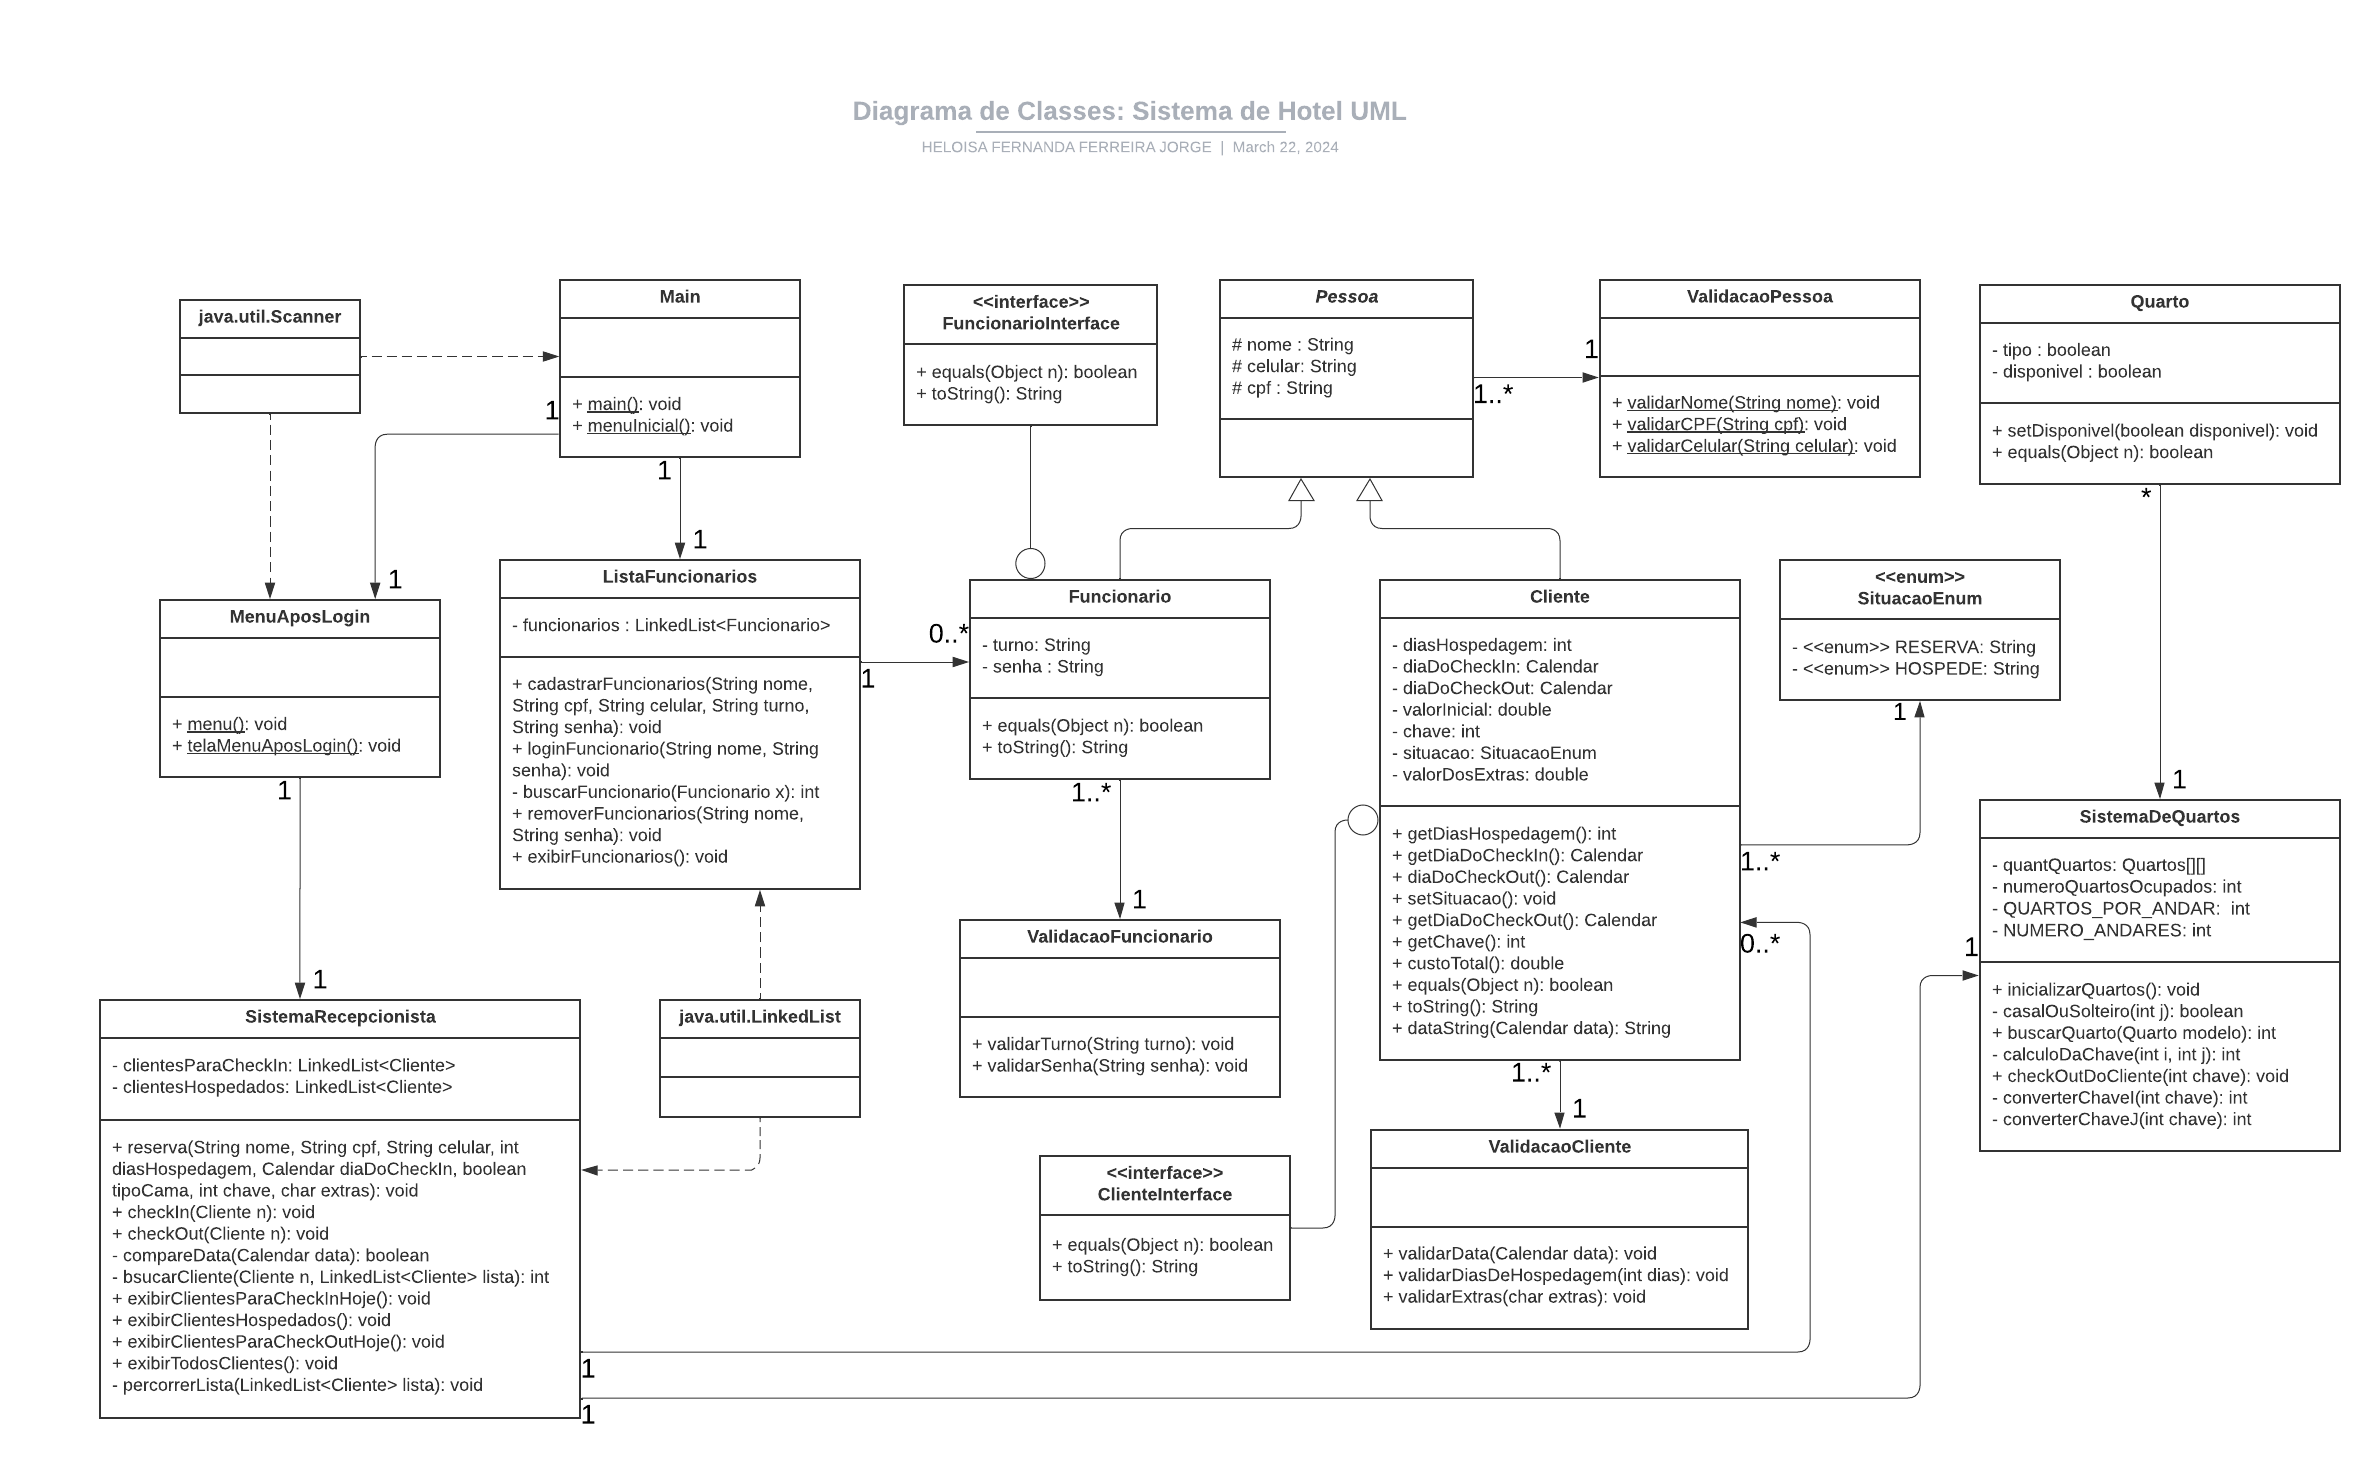 Diagrama de Classes: Sistema de Hotel UML
HELOISA FERNANDA FERREIRA JORGE | March 22, 2024
java.util.Scanner
Main
+ main(): void
+ menuInicial(): void
1
1
1
1
<<interface>>
FuncionarioInterface
+ equals(Object n): boolean
+ toString(): String
Pessoa
# nome : String
# celular: String
# cpf : String
1..*
1
ValidacaoPessoa
+ validarNome(String nome): void
+ validarCPF(String cpf): void
+ validarCelular(String celular): void
Quarto
- tipo : boolean
- disponivel : boolean
+ setDisponivel(boolean disponivel): void
+ equals(Object n): boolean
*
1
MenuAposLogin
+ menu(): void
+ telaMenuAposLogin(): void
1
1
ListaFuncionarios
- funcionarios : LinkedList<Funcionario>
+ cadastrarFuncionarios(String nome,
String cpf, String celular, String turno,
String senha): void
+ loginFuncionario(String nome, String
senha): void
- buscarFuncionario(Funcionario x): int
+ removerFuncionarios(String nome,
String senha): void
+ exibirFuncionarios(): void
1
0..*
Funcionario
- turno: String
- senha : String
+ equals(Object n): boolean
+ toString(): String
1..*
1
Cliente
- diasHospedagem: int
- diaDoCheckIn: Calendar
- diaDoCheckOut: Calendar
- valorInicial: double
- chave: int
- situacao: SituacaoEnum
- valorDosExtras: double
+ getDiasHospedagem(): int
+ getDiaDoCheckIn(): Calendar
+ diaDoCheckOut(): Calendar
+ setSituacao(): void
+ getDiaDoCheckOut(): Calendar
+ getChave(): int
+ custoTotal(): double
+ equals(Object n): boolean
+ toString(): String
+ dataString(Calendar data): String
1..*
0..*
1..*
1
<<enum>>
SituacaoEnum
- <<enum>> RESERVA: String
- <<enum>> HOSPEDE: String
1
SistemaDeQuartos
- quantQuartos: Quartos[][]
- numeroQuartosOcupados: int
- QUARTOS_POR_ANDAR: int
- NUMERO_ANDARES: int
+ inicializarQuartos(): void
- casalOuSolteiro(int j): boolean
+ buscarQuarto(Quarto modelo): int
- calculoDaChave(int i, int j): int
+ checkOutDoCliente(int chave): void
- converterChaveI(int chave): int
- converterChaveJ(int chave): int
1
SistemaRecepcionista
- clientesParaCheckIn: LinkedList<Cliente>
- clientesHospedados: LinkedList<Cliente>
+ reserva(String nome, String cpf, String celular, int
diasHospedagem, Calendar diaDoCheckIn, boolean
tipoCama, int chave, char extras): void
+ checkIn(Cliente n): void
+ checkOut(Cliente n): void
- compareData(Calendar data): boolean
- bsucarCliente(Cliente n, LinkedList<Cliente> lista): int
+ exibirClientesParaCheckInHoje(): void
+ exibirClientesHospedados(): void
+ exibirClientesParaCheckOutHoje(): void
+ exibirTodosClientes(): void
- percorrerLista(LinkedList<Cliente> lista): void
1
1
java.util.LinkedList
ValidacaoFuncionario
+ validarTurno(String turno): void
+ validarSenha(String senha): void
<<interface>>
ClienteInterface
+ equals(Object n): boolean
+ toString(): String
ValidacaoCliente
+ validarData(Calendar data): void
+ validarDiasDeHospedagem(int dias): void
+ validarExtras(char extras): void